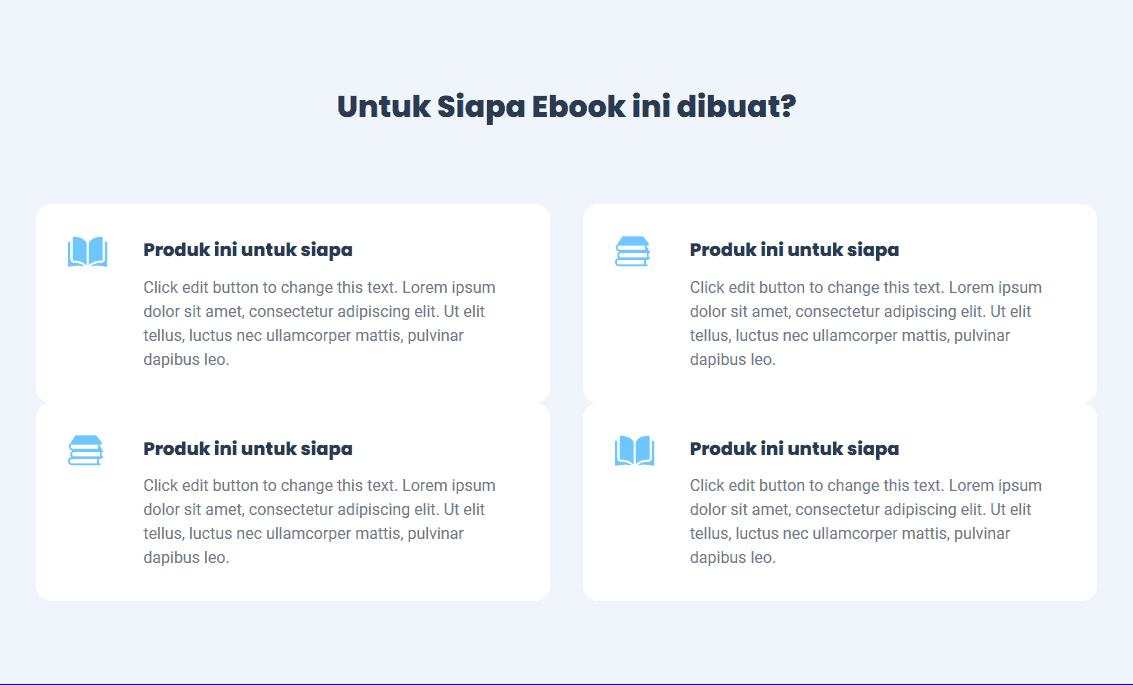 Untuk Siapa Ebook ini dibuat?
Produk ini untuk siapa
Click edit button to change this text. Lorem ipsum
dolor sit amet, consectetur adipiscing elit. Ut elit
tellus, luctus nec ullamcorper mattis, pulvinar
dapibus leo.
Produk ini untuk siapa
Click edit button to change this text. Lorem ipsum
dolor sit amet, consectetur adipiscing elit. Ut elit
tellus, luctus nec ullamcorper mattis, pulvinar
dapibus leo.
Produk ini untuk siapa
Click edit button to change this text. Lorem ipsum
dolor sit amet, consectetur adipiscing elit. Ut elit
tellus, luctus nec ullamcorper mattis, pulvinar
dapibus leo.
Produk ini untuk siapa
Click edit button to change this text. Lorem ipsum
dolor sit amet, consectetur adipiscing elit. Ut elit
tellus, luctus nec ullamcorper mattis, pulvinar
dapibus leo.